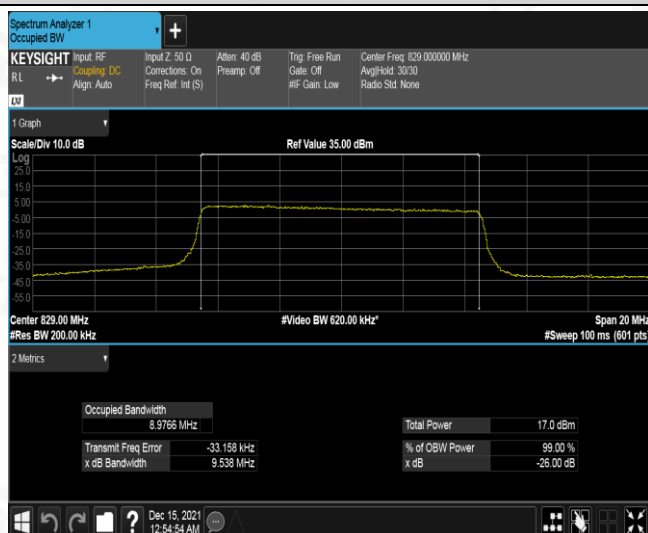 Spectrum Analyzer 1
Occupied BW
KEYSIGHT
R L
LXI
Input: RF
Coupling: DC
Align: Auto
Input Z: 50 Ω
Corrections: On
Freq Ref: Int (S)
Atten: 40 dB
Preamp: Off
Trig: Free Run
Gate: Off
#IF Gain: Low
Center Freq: 829.000000 MHz
Avg|Hold: 30/30
Radio Std: None
1 Graph
Scale/Div 10.0 dB
Ref Value 35.00 dBm
Log
25.0
15.0
5.00
-5.00
-15.0
-25.0
-35.0
-45.0
-55.0
Center 829.00 MHz
#Video BW 620.00 kHz*
Span 20 MHz
#Res BW 200.00 kHz
#Sweep 100 ms (601 pts)
2 Metrics
Occupied Bandwidth
8.9766 MHz
Total Power 17.0 dBm
Transmit Freq Error -33.158 kHz
% of OBW Power 99.00 %
x dB Bandwidth 9.538 MHz
x dB -26.00 dB
?
Dec 15, 2021
12:54:54 AM